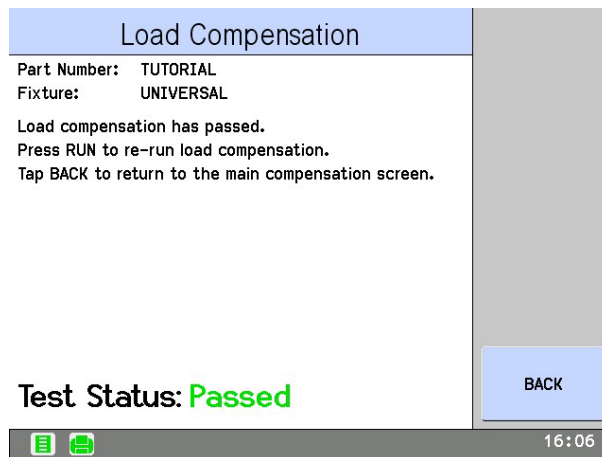 Load Compensation
Part Number: TUTORIAL
Fixture: UNIVERSAL
Load compensation has passed.
Press RUN to re-run load compensation.
Tap BACK to return to the main compensation screen.
Test Status: Passed
BACK
16:06